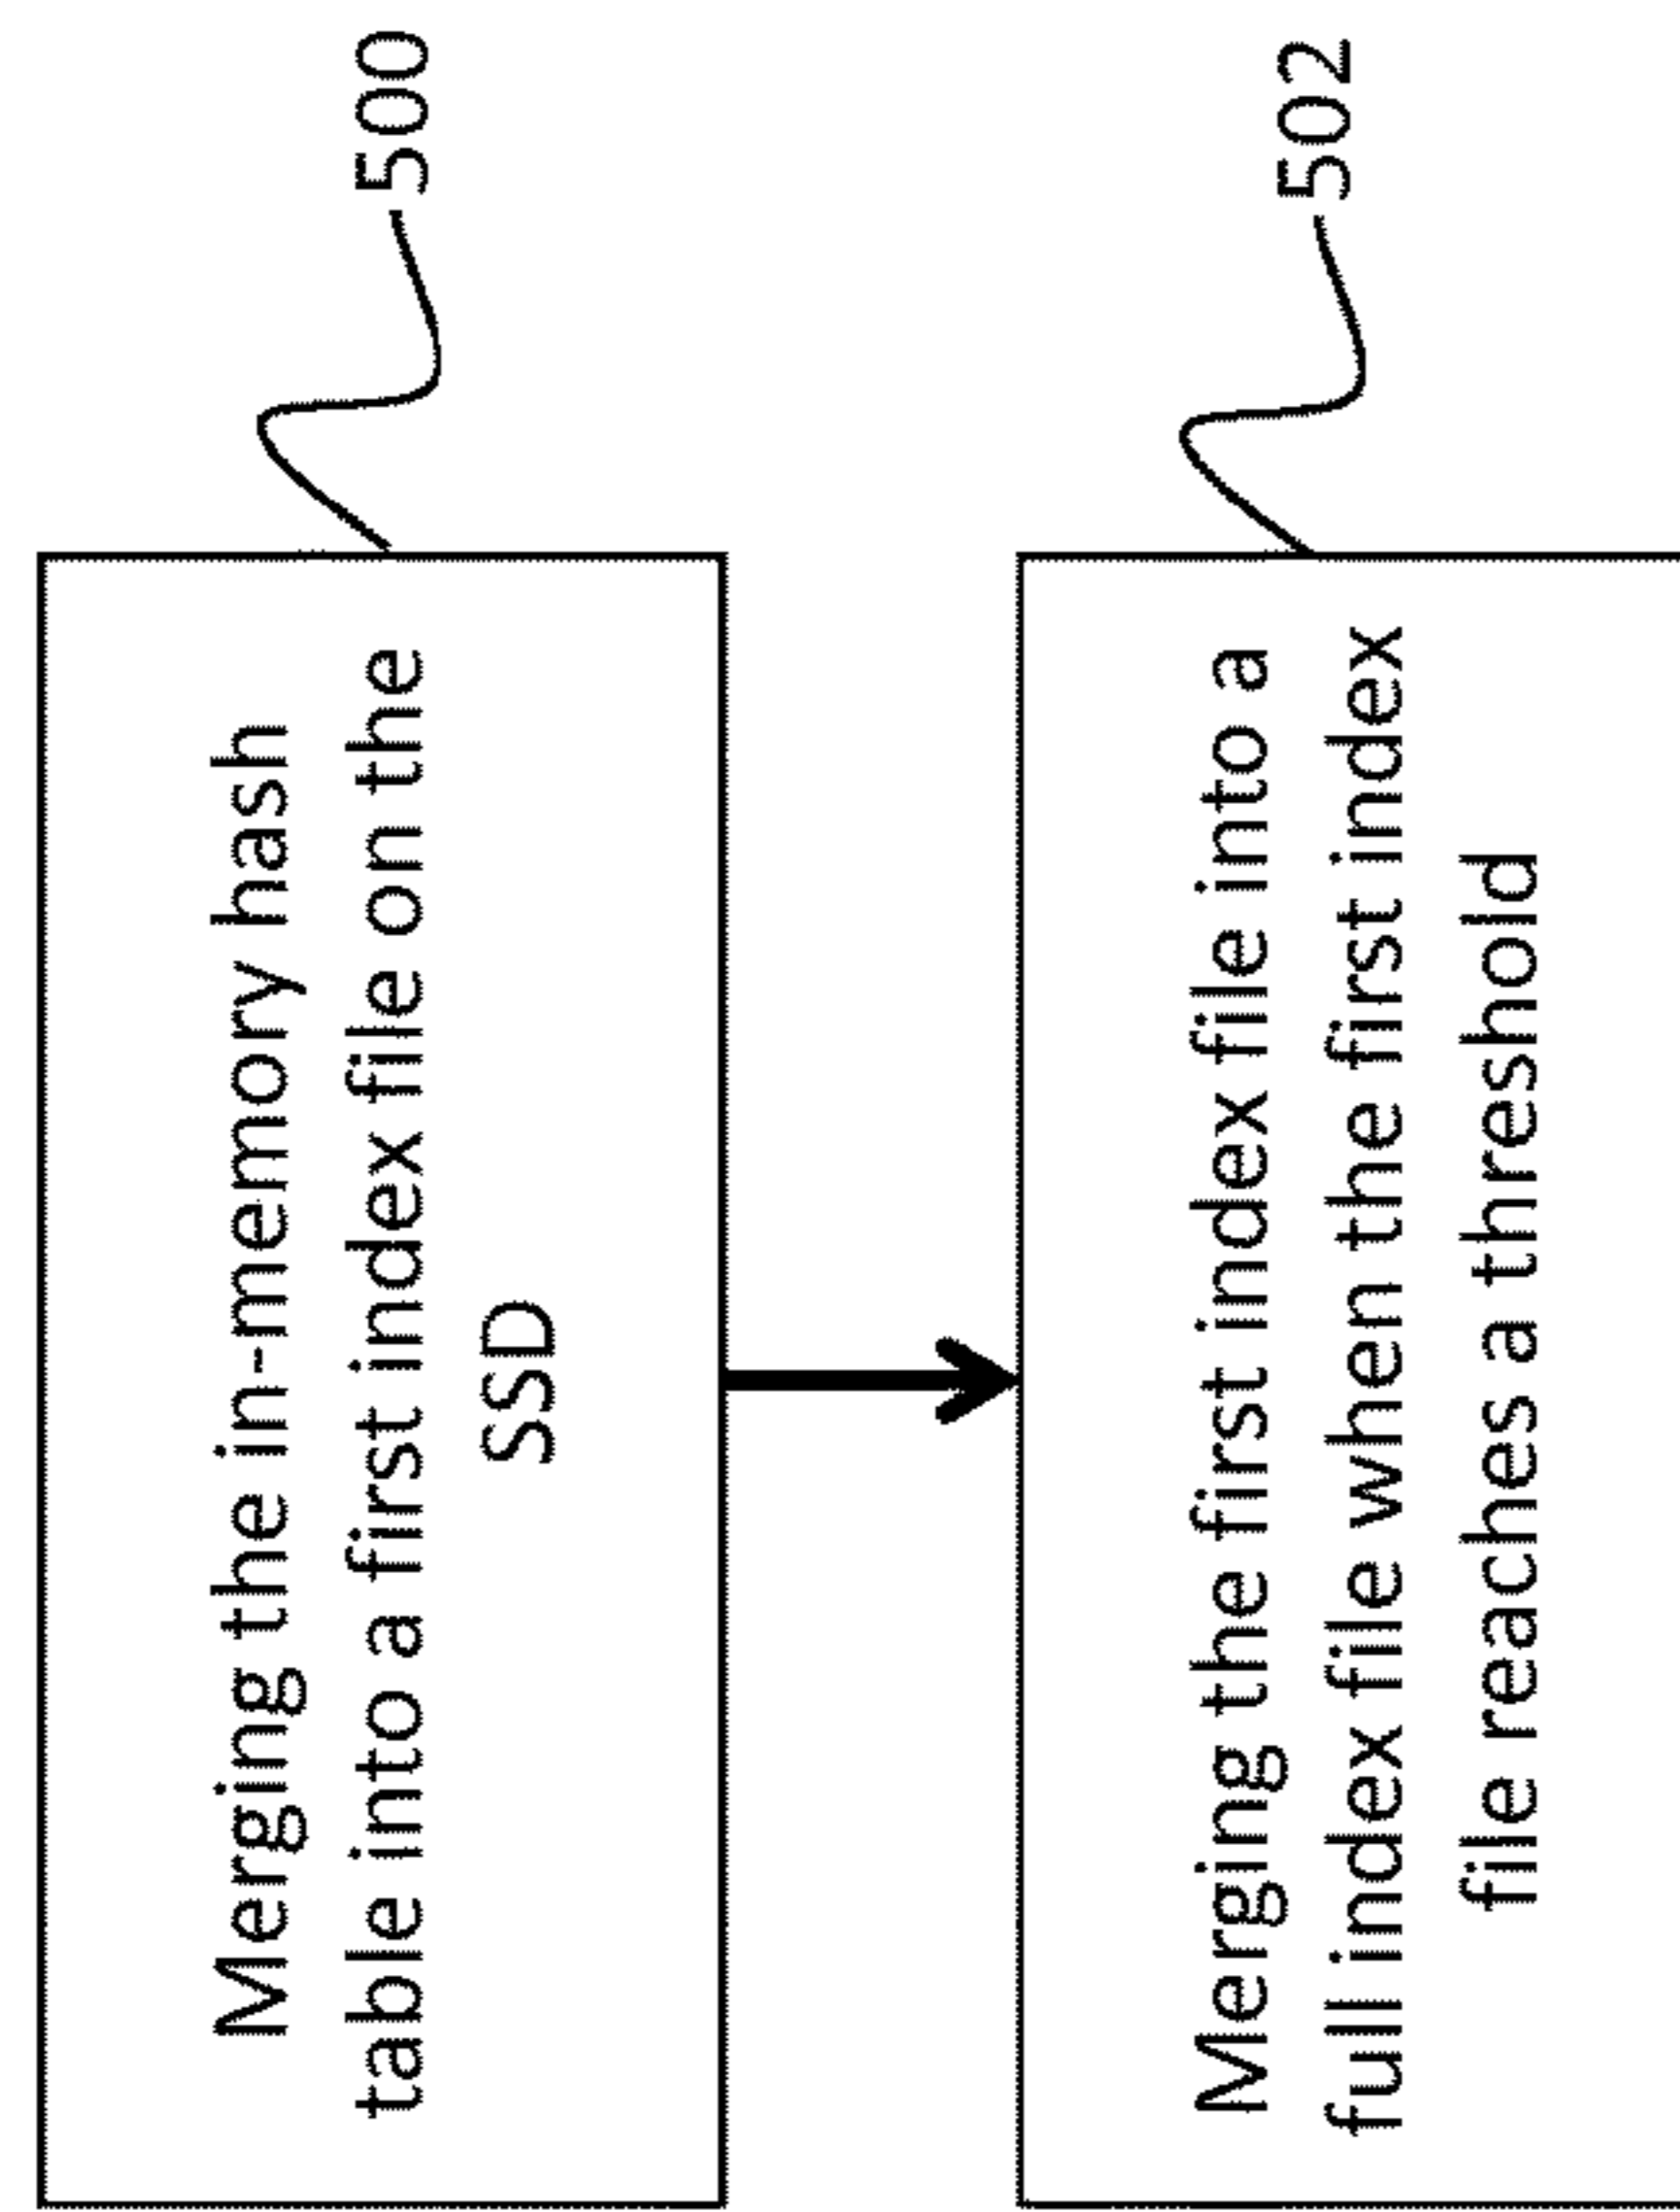 Merging the in-memory hash
table into a first index file on the
SSD
500
Merging the first index file into a
full index file when the first index
file reaches a threshold
502